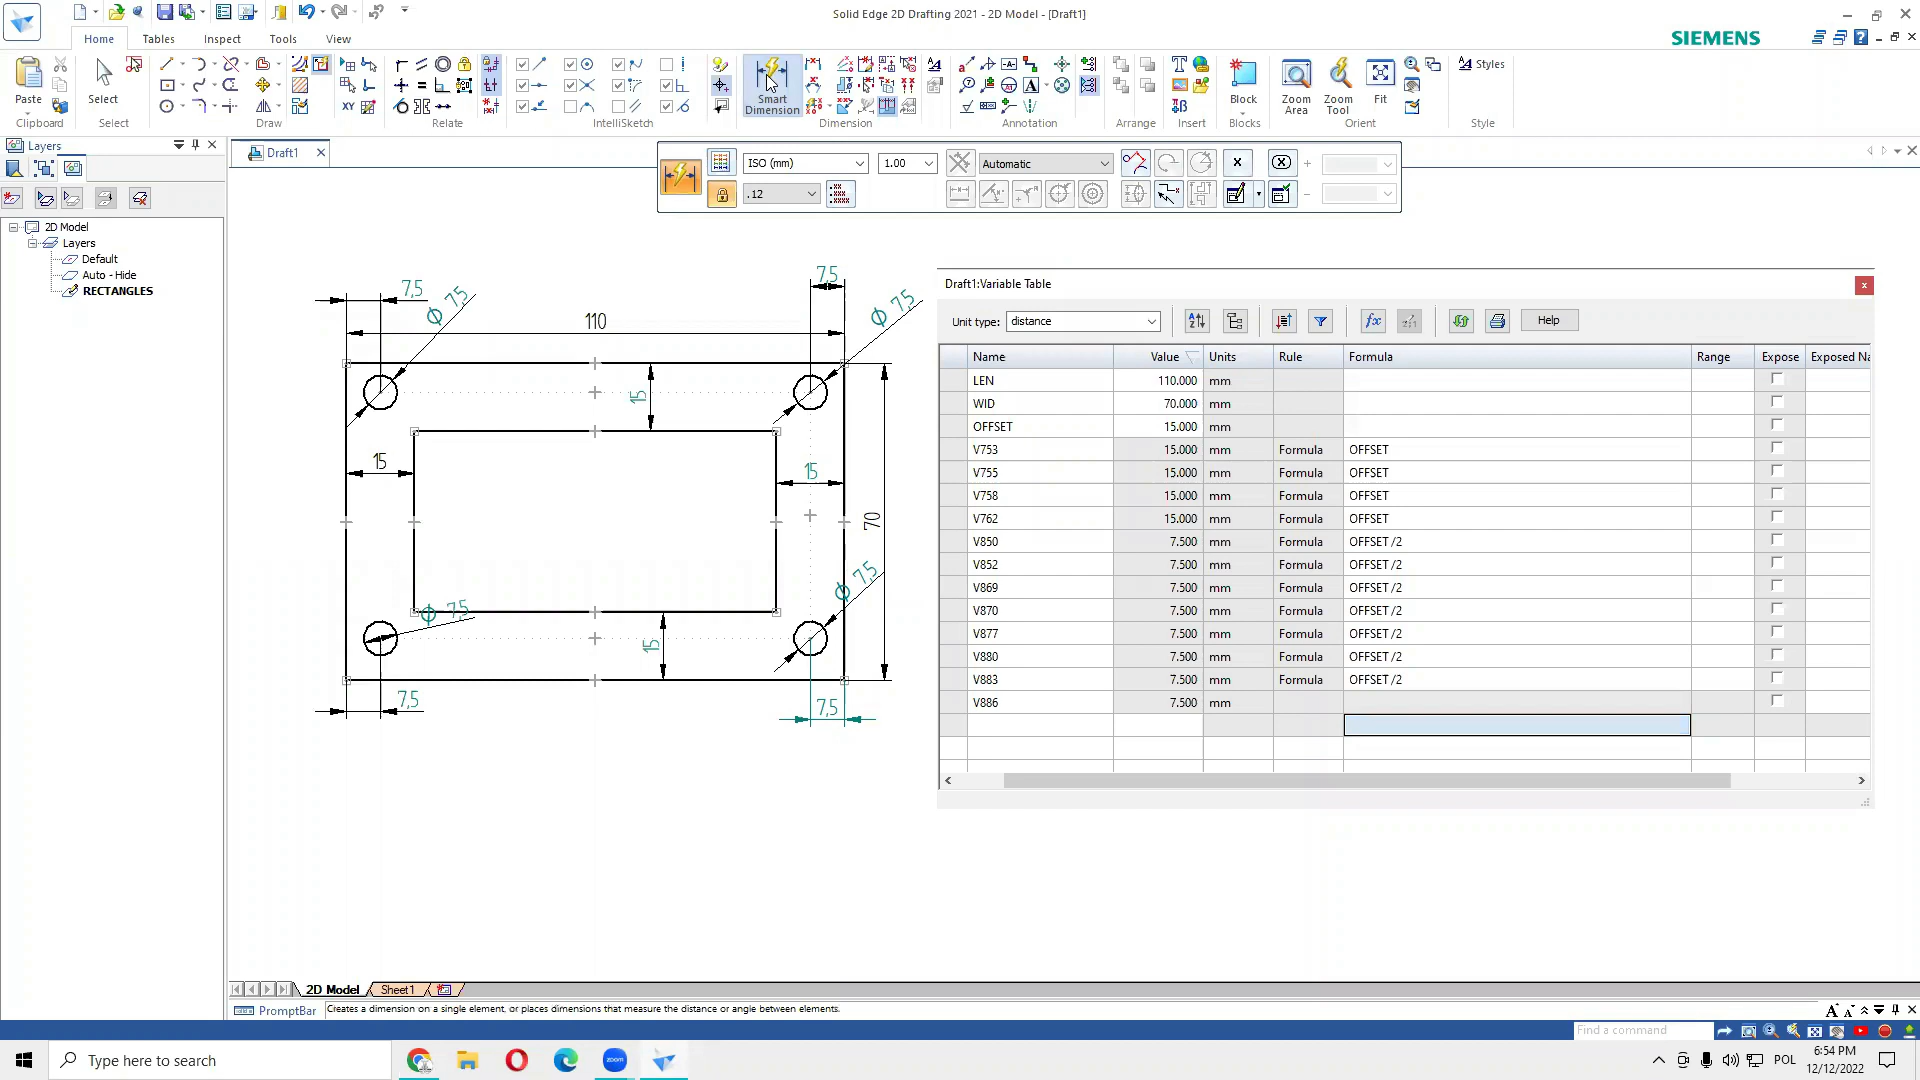 Solid Edge 2D Drafting 2021 - 2D Model - [Draft1]
Home
Tables
Inspect
Tools
View
SIEMENS
Paste
Select
Smart
Dimension
Block
Zoom
Area
Zoom
Tool
Fit
Styles
Clipboard
Select
Draw
Relate
IntelliSketch
Dimension
Annotation
Arrange
Insert
Blocks
Orient
Style
Layers
Draft1
ISO (mm)
1.00
Automatic
.12
2D Model
Layers
Default
Auto - Hide
RECTANGLES
7,5
ϕ 7,5
110
7,5
ϕ 7,5
15
15
15
70
ϕ 7,5
ϕ 7,5
15
7,5
7,5
Draft1:Variable Table
Unit type:
distance
Help
Name Value Units Rule Formula Range Expose Exposed Na
LEN 110.000 mm
WID 70.000 mm
OFFSET 15.000 mm
V753 15.000 mm Formula OFFSET
V755 15.000 mm Formula OFFSET
V758 15.000 mm Formula OFFSET
V762 15.000 mm Formula OFFSET
V850 7.500 mm Formula OFFSET /2
V852 7.500 mm Formula OFFSET /2
V869 7.500 mm Formula OFFSET /2
V870 7.500 mm Formula OFFSET /2
V877 7.500 mm Formula OFFSET /2
V880 7.500 mm Formula OFFSET /2
V883 7.500 mm Formula OFFSET /2
V886 7.500 mm
2D Model
Sheet1
PromptBar
Creates a dimension on a single element, or places dimensions that measure the distance or angle between elements.
Find a command
Type here to search
zoom
POL
6:54 PM
12/12/2022